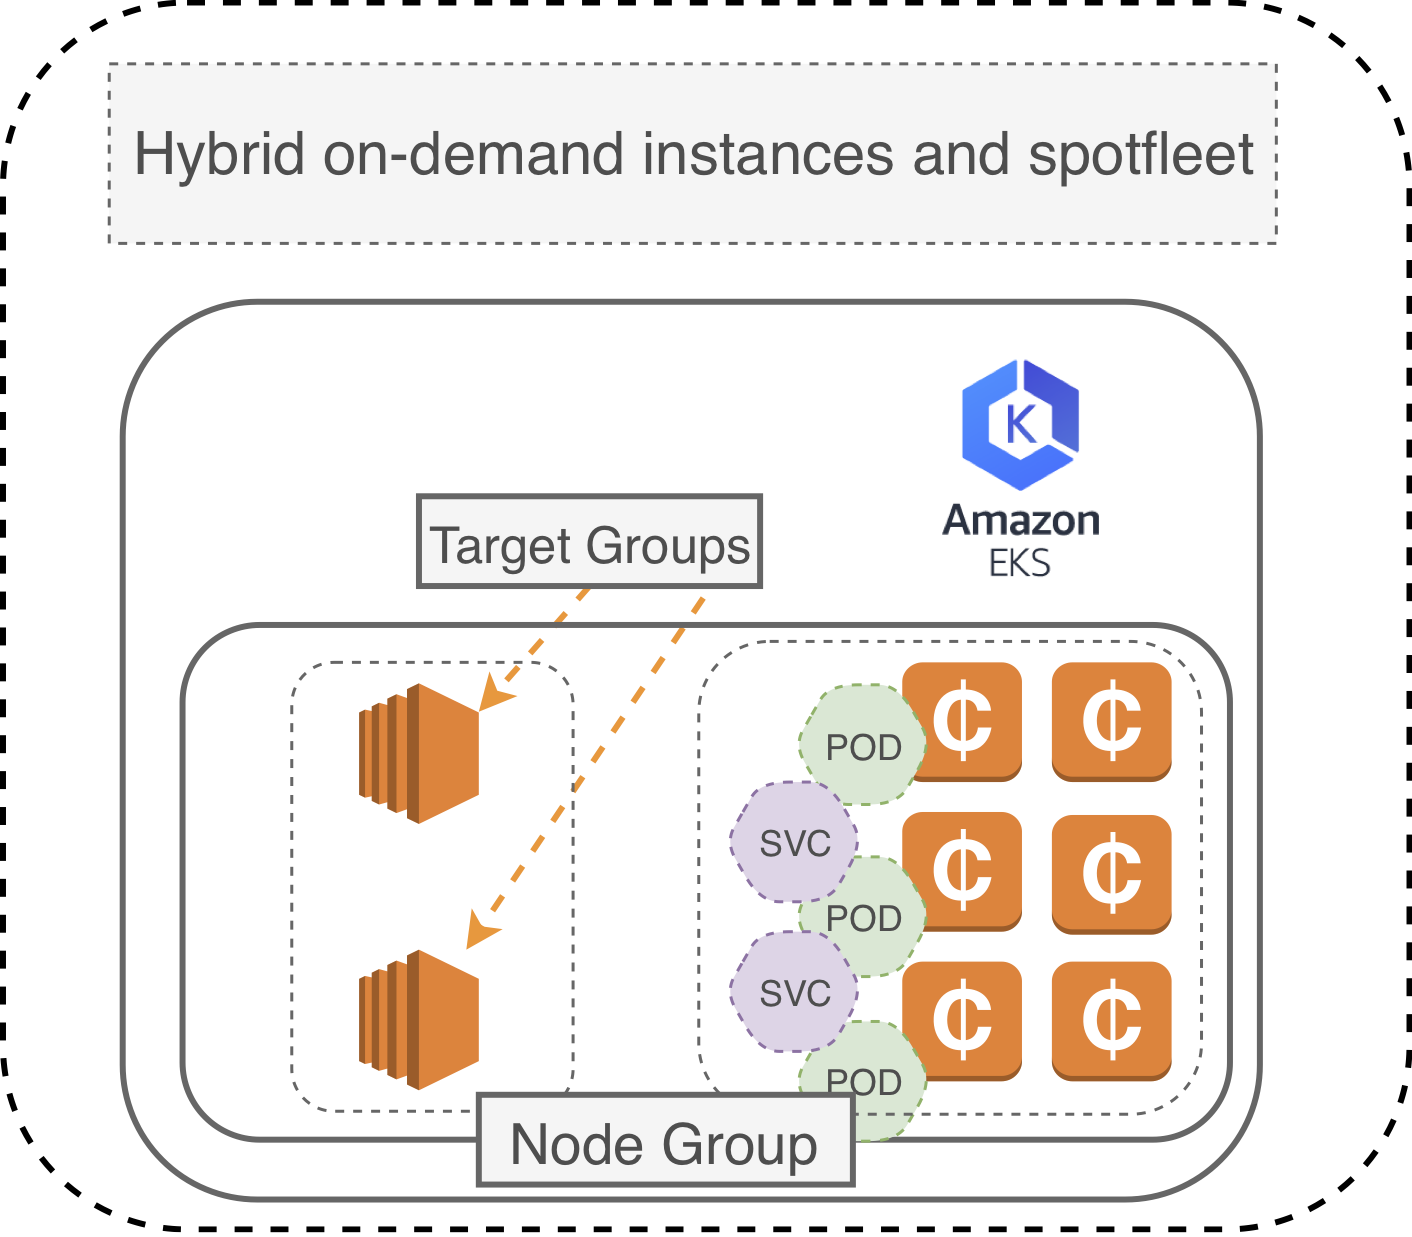 Hybrid on-demand instances and spotfleet
K
Amazon
EKS
Target Groups
POD
SVC
POD
SVC
POD
Node Group